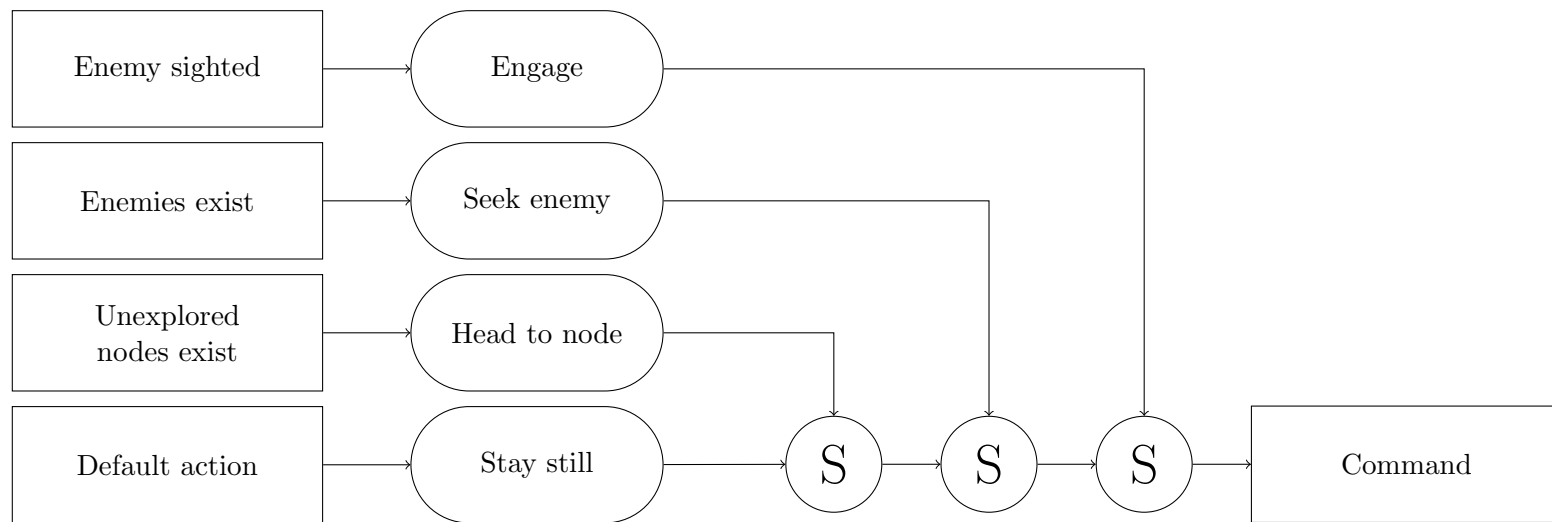 Enemy sighted
Engage
Enemies exist
Seek enemy
Unexplored
nodes exist
Head to node
Default action
Stay still
S
S
S
Command